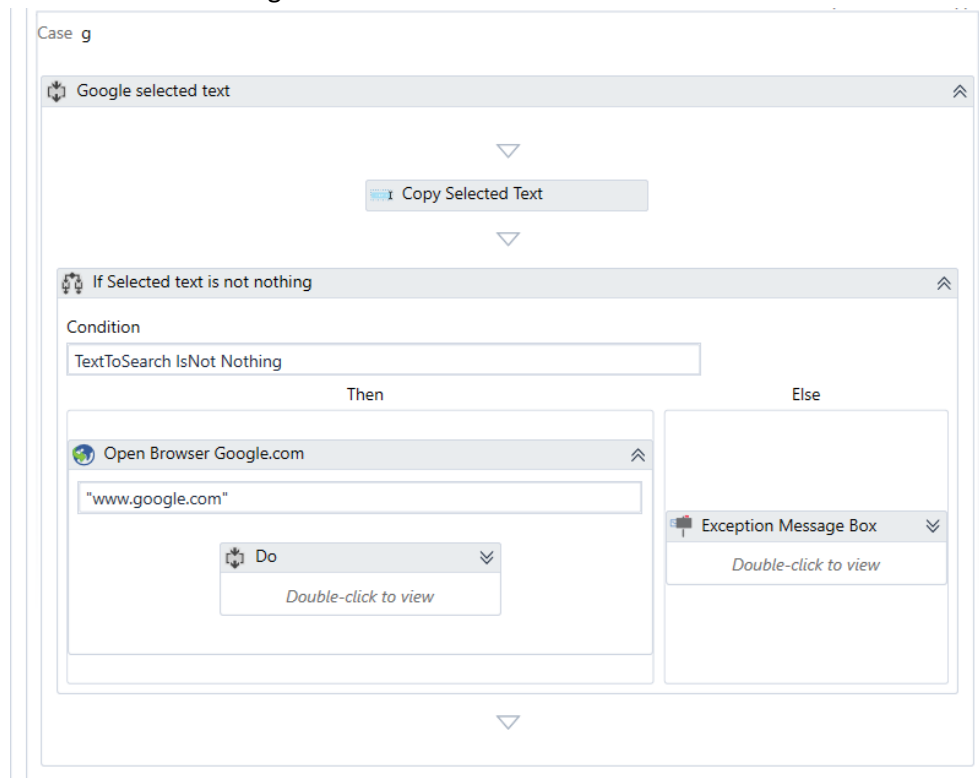 Case g
Google selected text
Copy Selected Text
If Selected text is not nothing
Condition
TextToSearch IsNot Nothing
Then
Else
Open Browser Google.com
"www.google.com"
Exception Message Box
Do
Double-click to view
Double-click to view